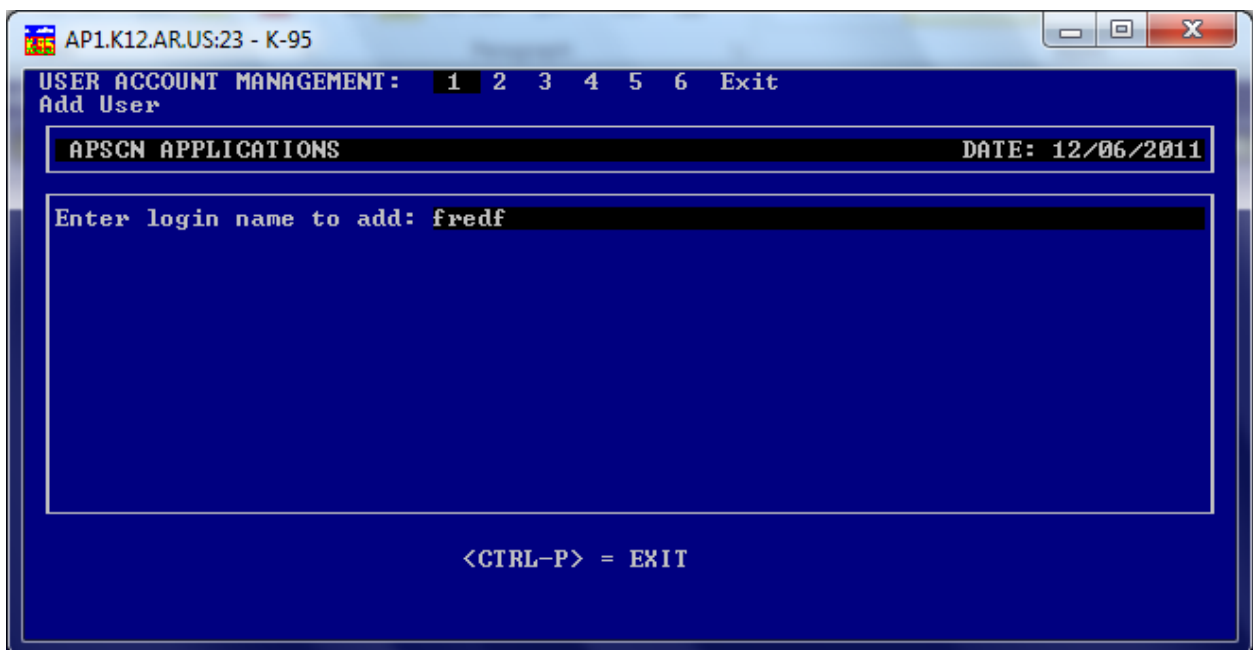 AP1.K12.AR.US:23 - K-95
USER ACCOUNT MANAGEMENT: 1 2 3 4 5 6 Exit
Add User
APSCN APPLICATIONS DATE: 12/06/2011
Enter login name to add: fredf
<CTRL-P> = EXIT